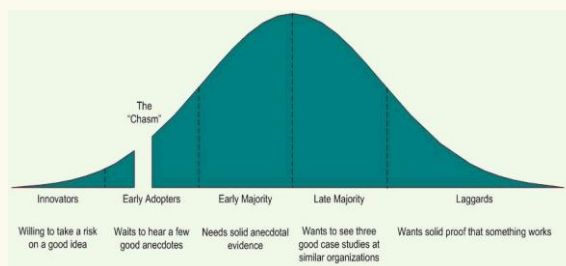 The
"Chasm"
Innovators
Early Adopters
Early Majority
Late Majority
Laggards
Willing to take a risk
on a good idea
Waits to hear a few
good anecdotes
Needs solid anecdotal
evidence
Wants to see three
good case studies at
similar organizations
Wants solid proof that something works